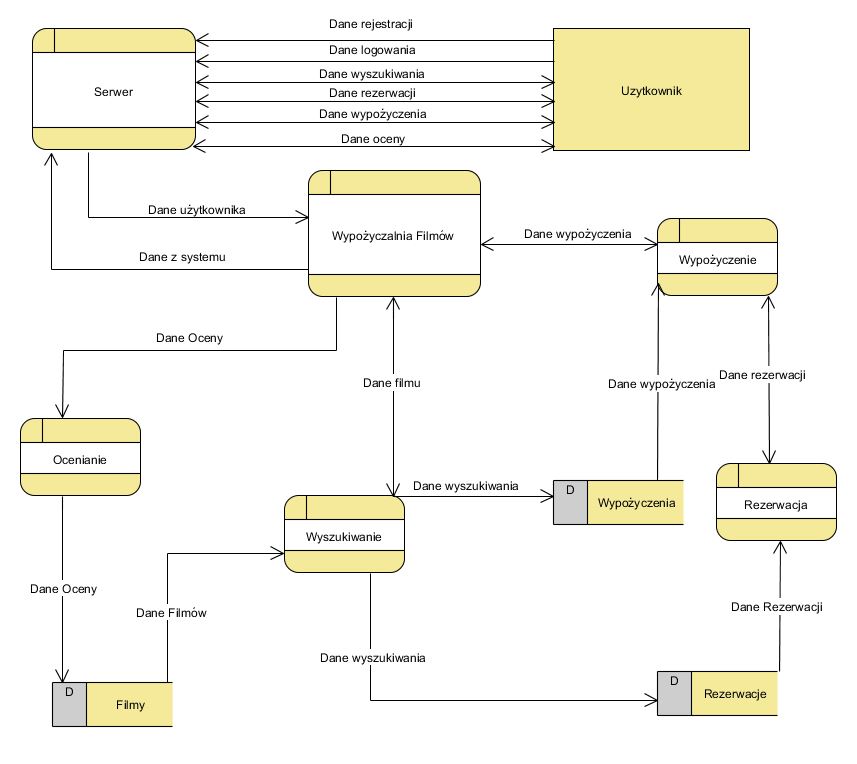 Dane rejestracji
Dane logowania
Dane wyszukiwania
Dane rezerwacji
Dane wypożyczenia
Dane oceny
Serwer
Uzytkownik
Dane użytkownika
Wypożyczalnia Filmów
Dane wypożyczenia
Dane z systemu
Wypożyczenie
Dane Oceny
Dane filmu
Dane wypożyczenia
Dane rezerwacji
Ocenianie
Dane wyszukiwania
D
Wypożyczenia
Rezerwacja
Wyszukiwanie
Dane Oceny
Dane Filmów
Dane Rezerwacji
Dane wyszukiwania
D
Rezerwacje
D
Filmy